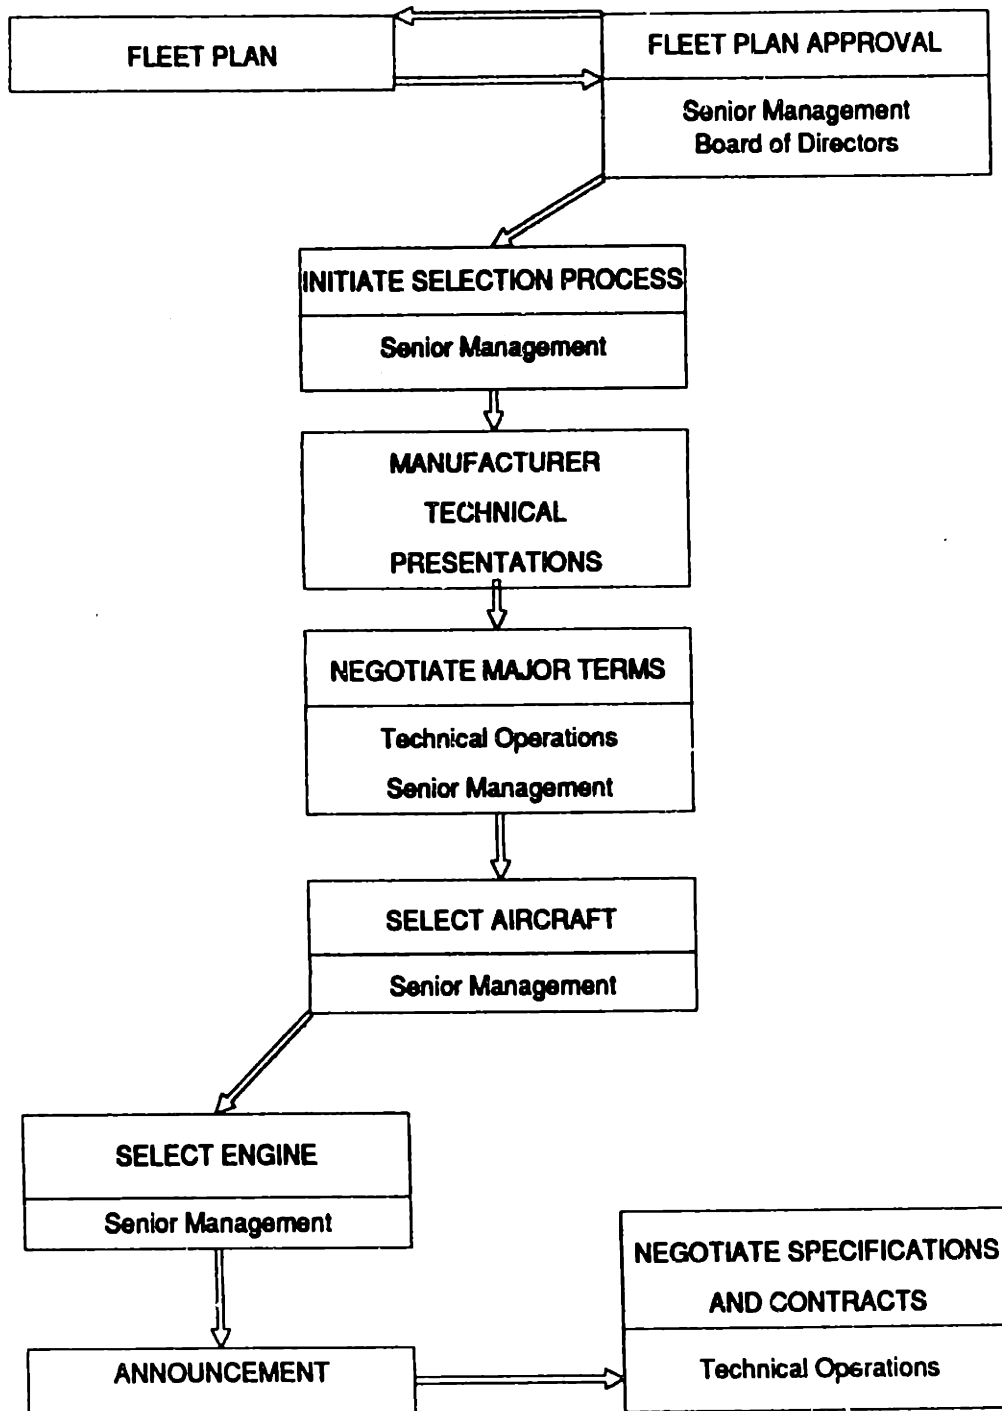 FLEET PLAN
FLEET PLAN APPROVAL
Senior Management
Board of Directors
INITIATE SELECTION PROCESS
Senior Management
MANUFACTURER
TECHNICAL
PRESENTATIONS
NEGOTIATE MAJOR TERMS
Technical Operations
Senior Management
SELECT AIRCRAFT
Senior Management
SELECT ENGINE
Senior Management
NEGOTIATE SPECIFICATIONS
AND CONTRACTS
Technical Operations
ANNOUNCEMENT